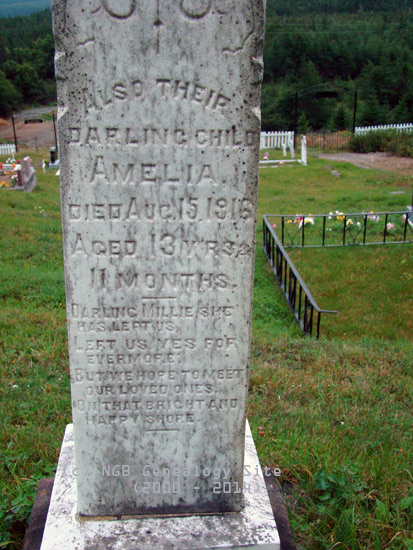 ALSO THEIR
DARLING CHILD
AMELIA.
DIED AUG. 15, 1918
AGED 13 YRS &
11 MONTHS.
DARLING MILLIE SHE
HAS LEFT US,
LEFT US YES FOR
EVERMORE;
BUT WE HOPE TO MEET
OUR LOVED ONES,
ON THAT BRIGHT AND
HAPPY SHORE.
NGB Genealogy Site
(2000 - 2014)